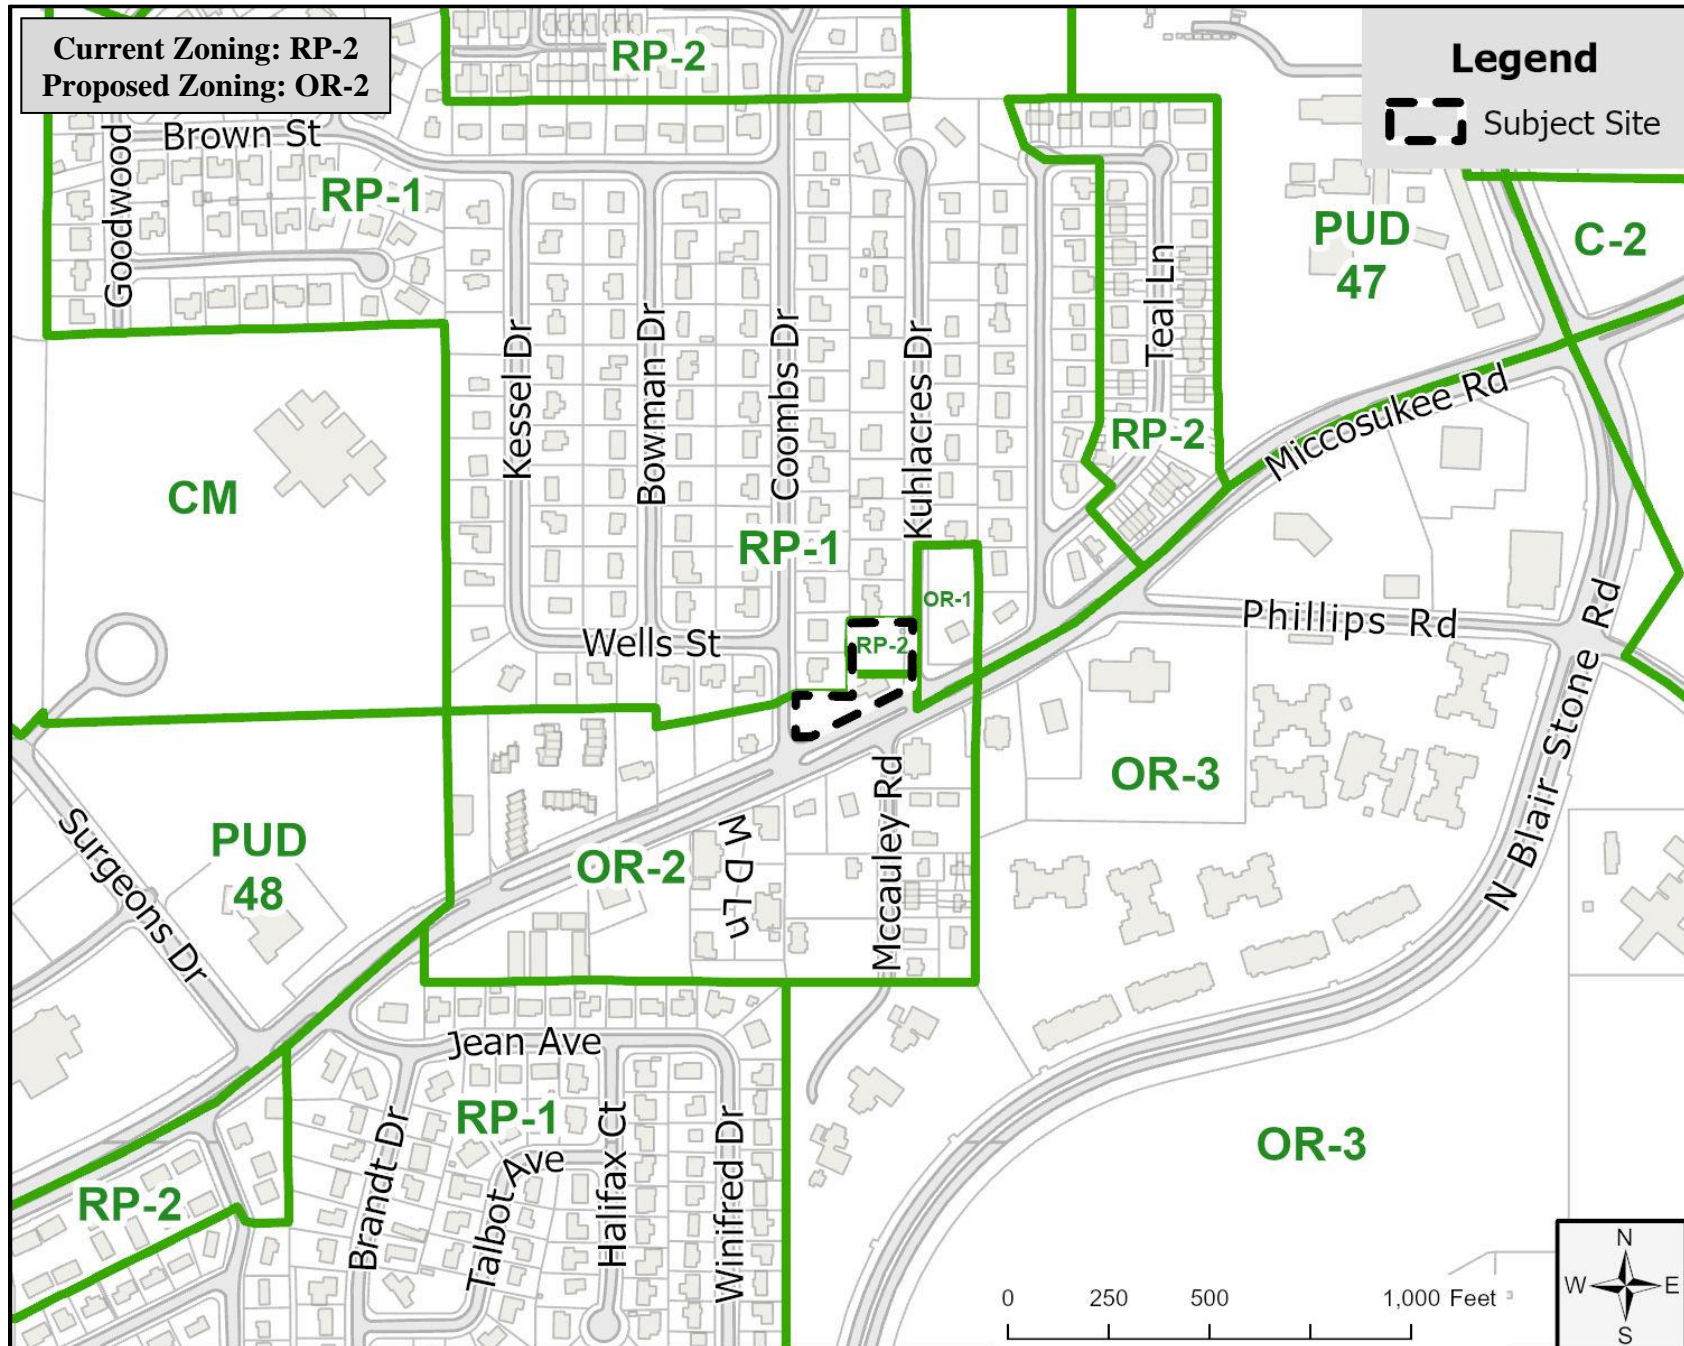 Current Zoning: RP-2
Proposed Zoning: OR-2
Legend
Subject Site
RP-2
Brown St
RP-1
Goodwood
PUD
47
C-2
Teal Ln
Kessel Dr
Bowman Dr
Coombs Dr
Kuhlacres Dr
Miccosukee Rd
RP-2
CM
RP-1
OR-1
Phillips Rd
Wells St
RP-2
N Blair Stone Rd
OR-3
Surgeons Dr
PUD
48
OR-2
M D Ln
Mccauley Rd
Jean Ave
RP-1
Brandt Dr
Talbot Ave
Halifax Ct
Winifred Dr
OR-3
RP-2
N
W E
S
0 250 500 1,000 Feet